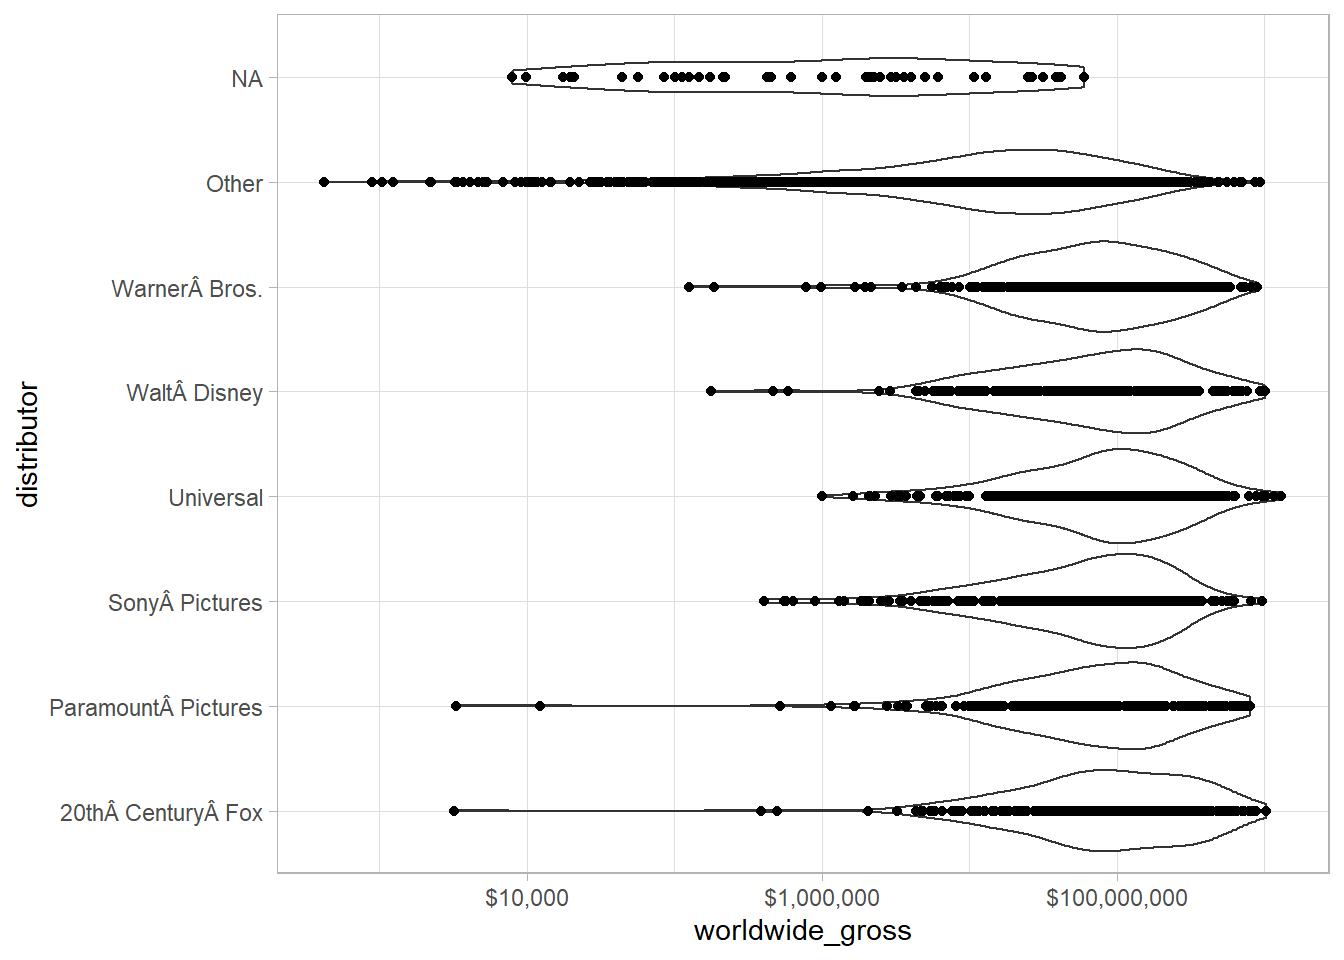 NA
Other
WarnerÂ Bros.
WaltÂ Disney
distributor
Universal
SonyÂ Pictures
ParamountÂ Pictures
20thÂ CenturyÂ Fox
$10,000 $1,000,000 $100,000,000
worldwide_gross